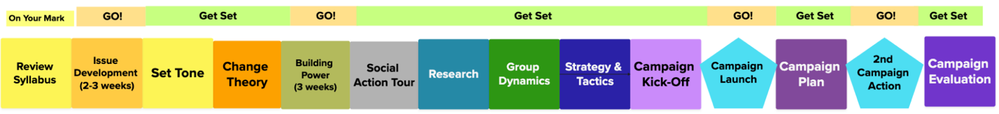 On Your Mark
GO!
Get Set
GO!
Get Set
GO!
Get Set
GO!
Get Set
Review
Syllabus
Issue
Development
(2-3 weeks)
Set Tone
Change
Theory
Building
Power
(3 weeks)
Social
Action Tour
Research
Group
Dynamics
Strategy &
Tactics
Campaign
Kick-Off
Campaign
Launch
Campaign
Plan
2nd
Campaign
Action
Campaign
Evaluation